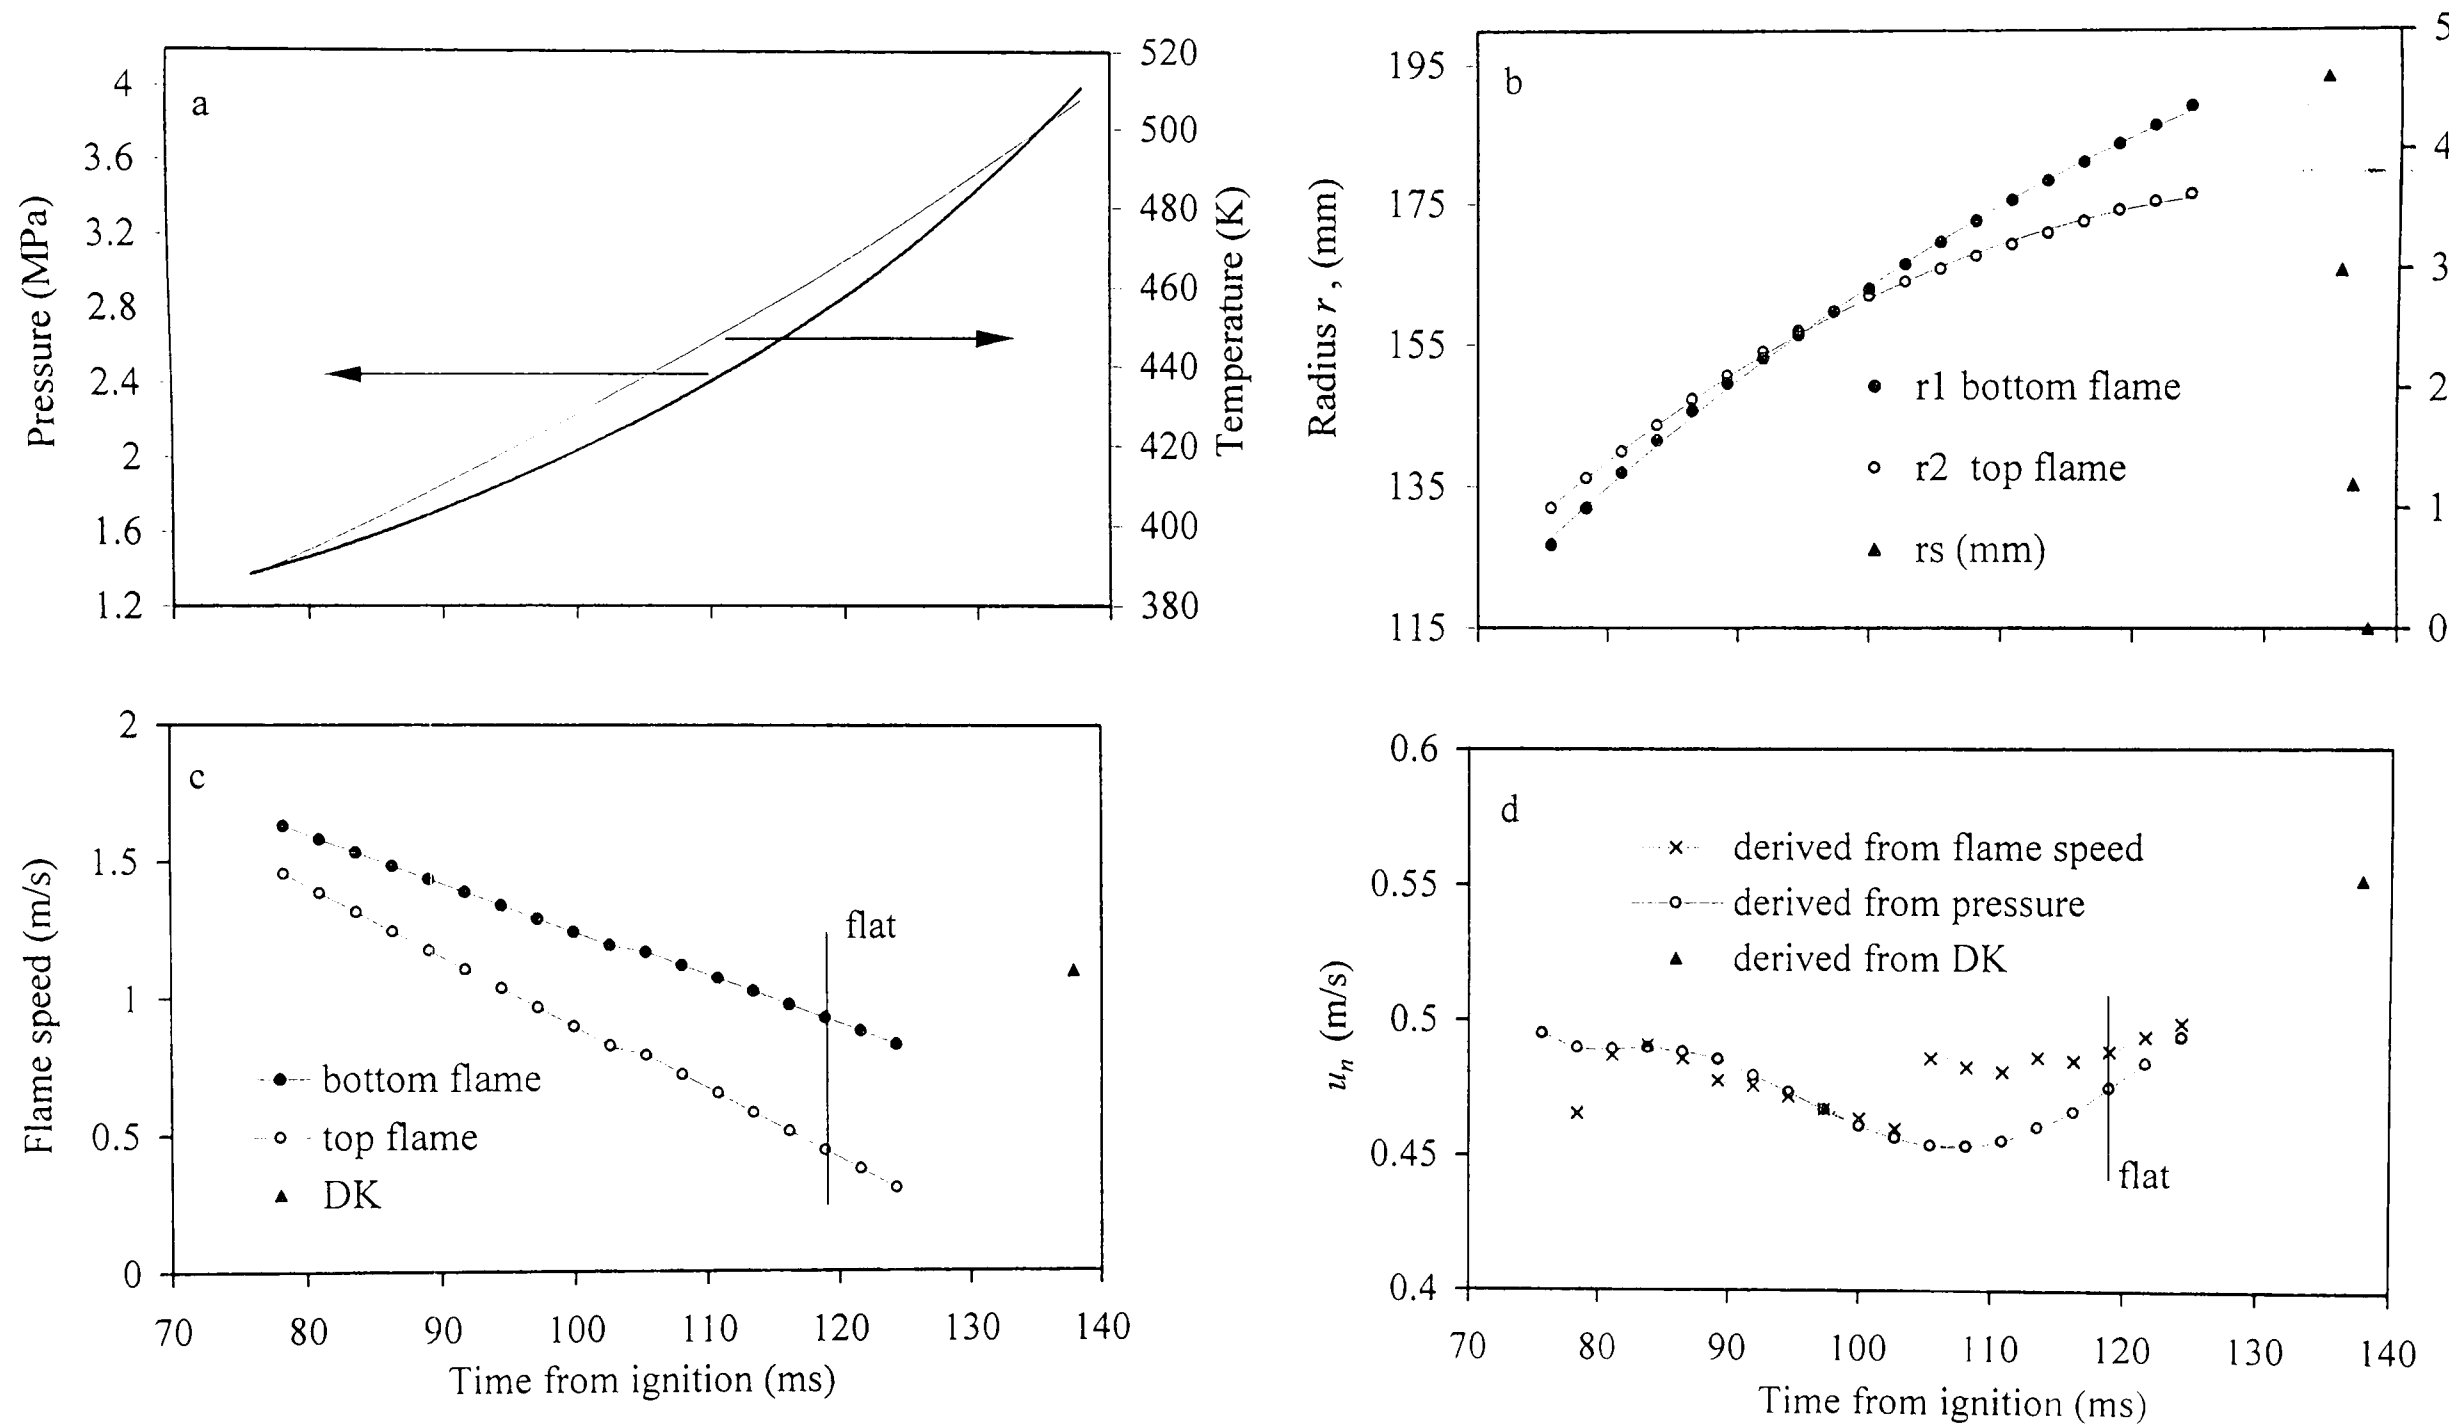 a
Pressure (MPa)
4
3.6
3.2
2.8
2.4
2
1.6
1.2
520
500
480
460
440
420
400
380
Temperature (K)
b
Radius r , (mm)
195
175
155
135
115
5
4
3
2
1
0
r1 bottom flame
r2 top flame
rs (mm)
c
Flame speed (m/s)
2
1.5
1
0.5
0
flat
bottom flame
top flame
DK
70 80 90 100 110 120 130 140
Time from ignition (ms)
d
uₙ (m/s)
0.6
0.55
0.5
0.45
0.4
derived from flame speed
derived from pressure
derived from DK
flat
70 80 90 100 110 120 130 140
Time from ignition (ms)